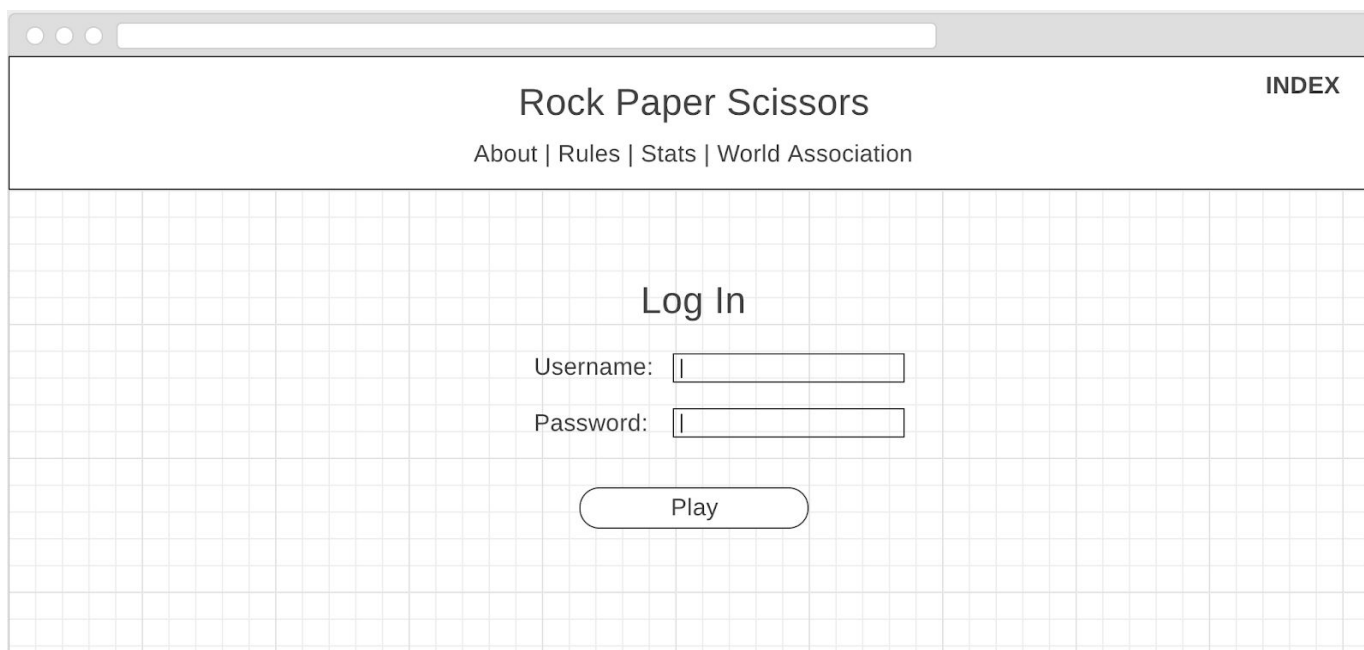 INDEX
Rock Paper Scissors
About | Rules | Stats | World Association
Log In
Username:
Password:
Play